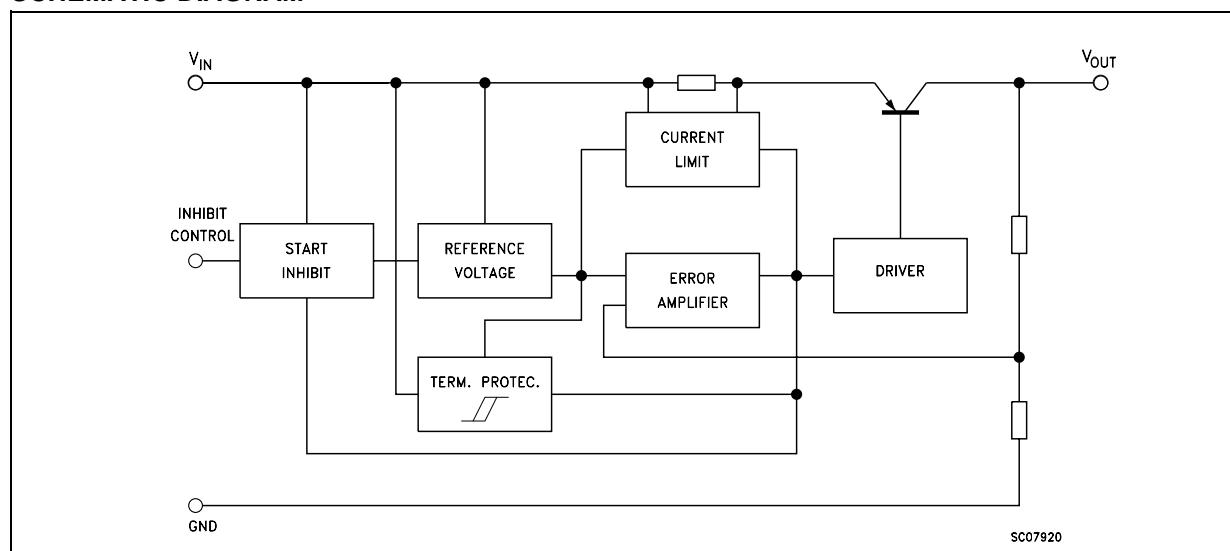 V_IN
V_OUT
CURRENT
LIMIT
INHIBIT
CONTROL
START
INHIBIT
REFERENCE
VOLTAGE
ERROR
AMPLIFIER
DRIVER
TERM. PROTEC.
GND
SC07920